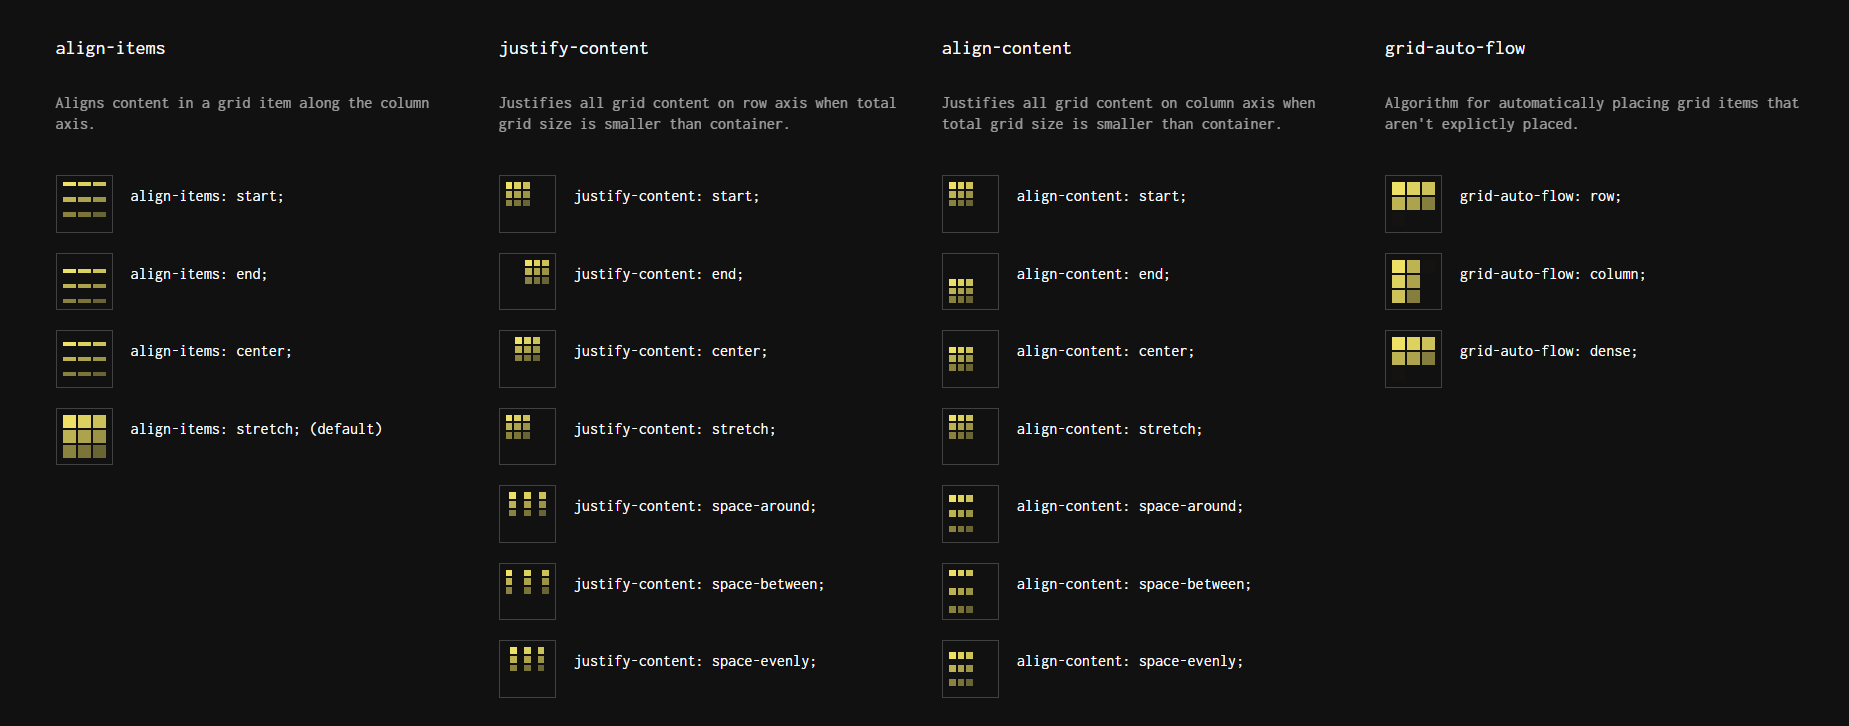 align-items
Aligns content in a grid item along the column
axis.
align-items: start;
align-items: end;
align-items: center;
align-items: stretch; (default)
justify-content
Justifies all grid content on row axis when total
grid size is smaller than container.
justify-content: start;
justify-content: end;
justify-content: center;
justify-content: stretch;
justify-content: space-around;
justify-content: space-between;
justify-content: space-evenly;
align-content
Justifies all grid content on column axis when
total grid size is smaller than container.
align-content: start;
align-content: end;
align-content: center;
align-content: stretch;
align-content: space-around;
align-content: space-between;
align-content: space-evenly;
grid-auto-flow
Algorithm for automatically placing grid items that
aren't explictly placed.
grid-auto-flow: row;
grid-auto-flow: column;
grid-auto-flow: dense;